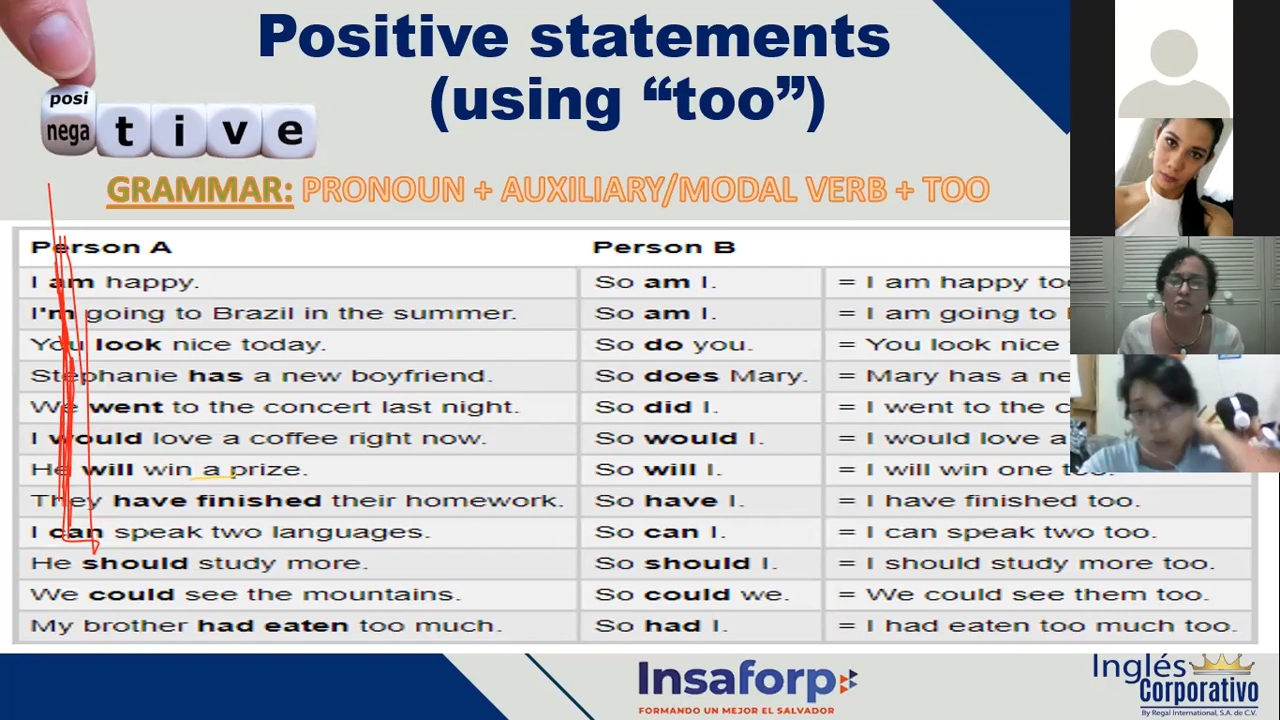 Positive statements
(using “too”)
posi
nega t i v e
GRAMMAR: PRONOUN + AUXILIARY/MODAL VERB + TOO
Person A Person B
I am happy. So am I. = I am happy too
I'm going to Brazil in the summer. So am I. = I am going to
You look nice today. So do you. = You look nice
Stephanie has a new boyfriend. So does Mary. = Mary has a ne
We went to the concert last night. So did I. = I went to the c
I would love a coffee right now. So would I. = I would love a
He will win a prize. So will I. = I will win one too.
They have finished their homework. So have I. = I have finished too.
I can speak two languages. So can I. = I can speak two too.
He should study more. So should I. = I should study more too.
We could see the mountains. So could we. = We could see them too.
My brother had eaten too much. So had I. = I had eaten too much too.
Insaforp
FORMANDO UN MEJOR EL SALVADOR
Inglés
Corporativo
By Regal International, S.A. de C.V.